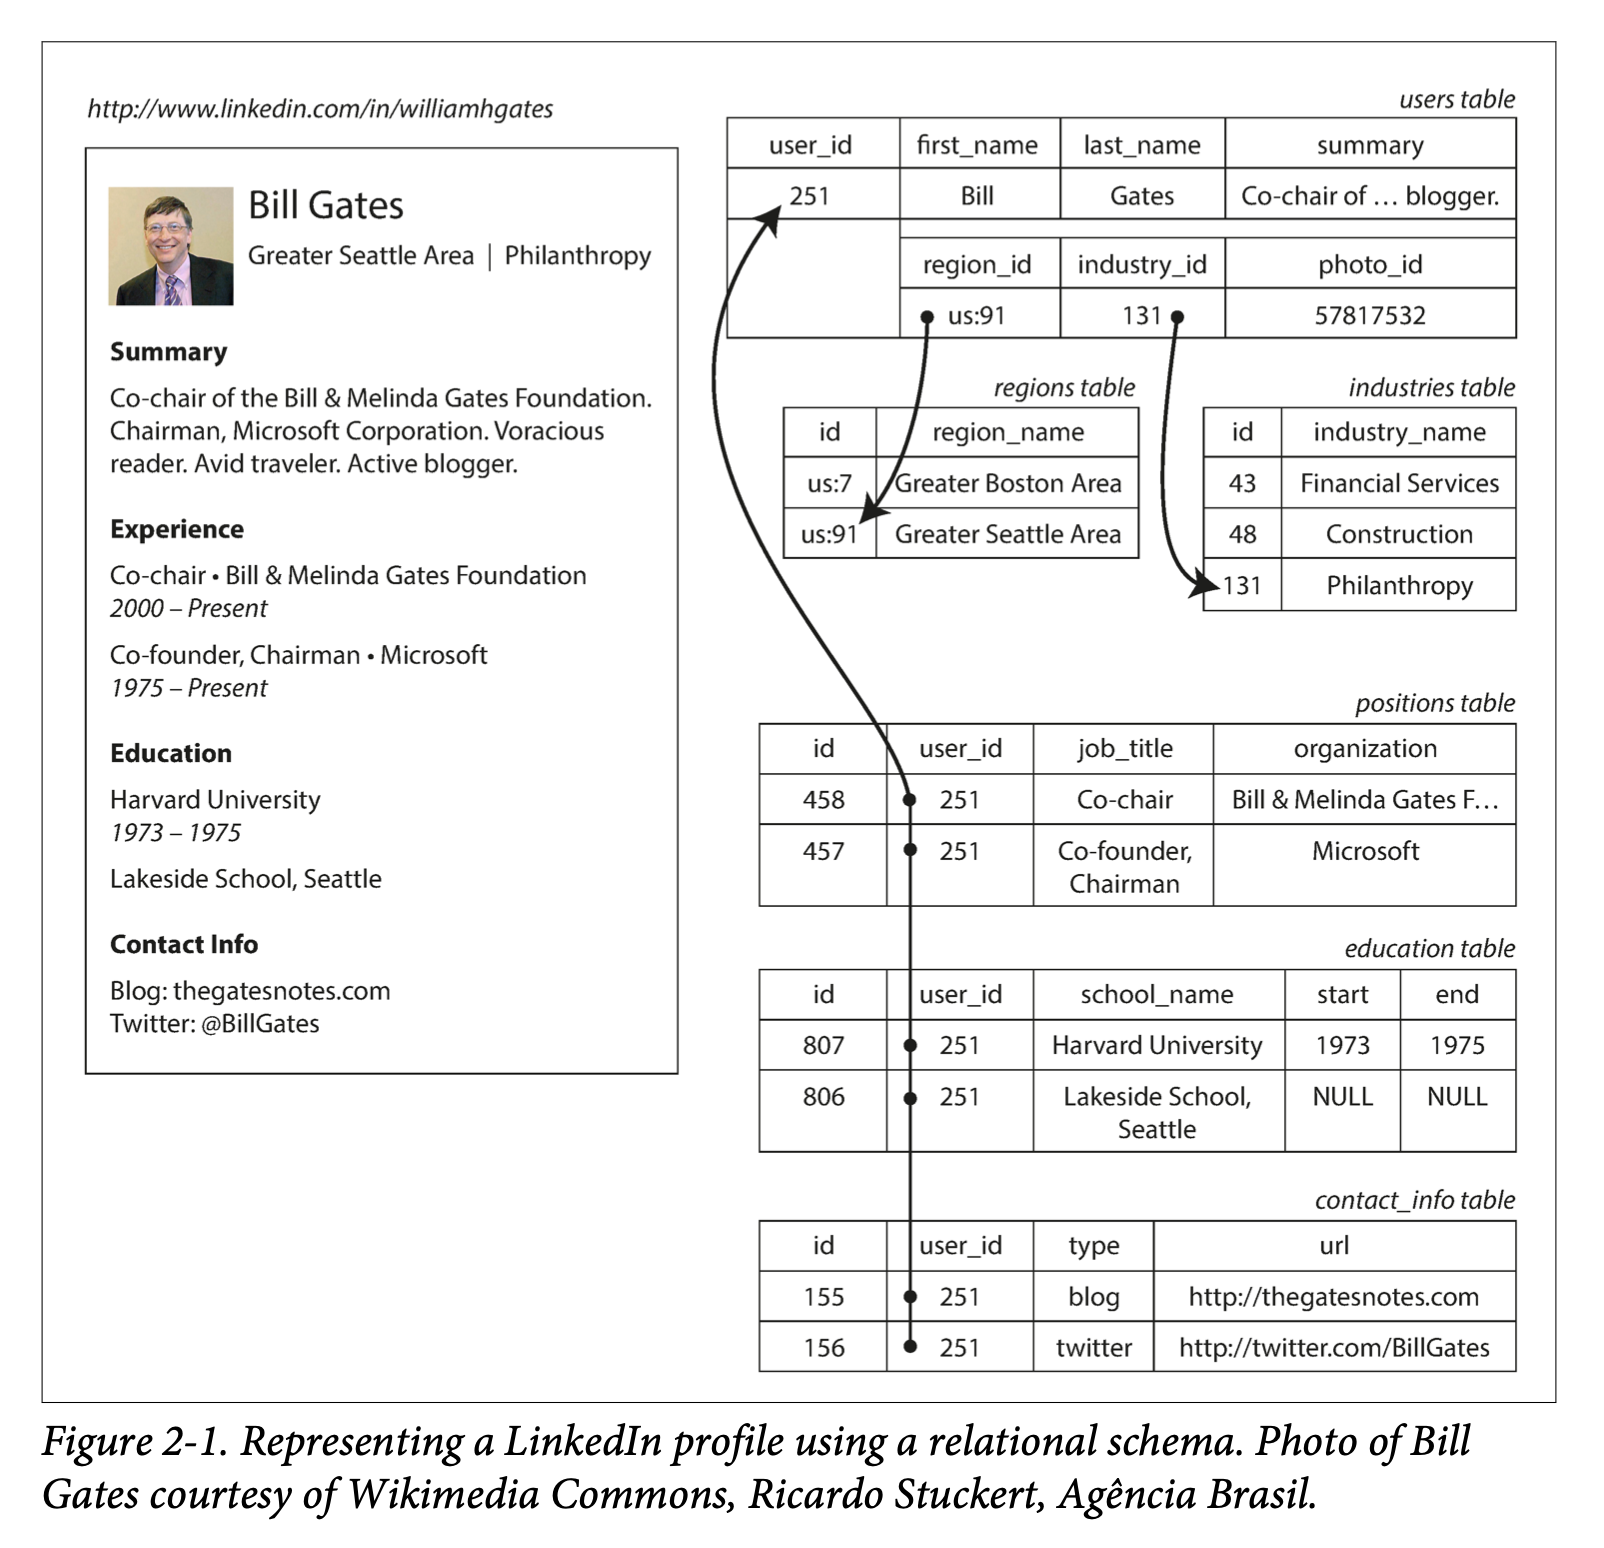 http://www.linkedin.com/in/williamhgates
Bill Gates
Greater Seattle Area | Philanthropy
Summary
Co-chair of the Bill & Melinda Gates Foundation.
Chairman, Microsoft Corporation. Voracious
reader. Avid traveler. Active blogger.
Experience
Co-chair • Bill & Melinda Gates Foundation
2000 – Present
Co-founder, Chairman • Microsoft
1975 – Present
Education
Harvard University
1973 – 1975
Lakeside School, Seattle
Contact Info
Blog: thegatesnotes.com
Twitter: @BillGates
users table
user_id first_name last_name summary
251 Bill Gates Co-chair of … blogger.
region_id industry_id photo_id
us:91 131 57817532
regions table
id region_name
us:7 Greater Boston Area
us:91 Greater Seattle Area
industries table
id industry_name
43 Financial Services
48 Construction
131 Philanthropy
positions table
id user_id job_title organization
458 251 Co-chair Bill & Melinda Gates F…
457 251 Co-founder, Microsoft
Chairman
education table
id user_id school_name start end
807 251 Harvard University 1973 1975
806 251 Lakeside School, NULL NULL
Seattle
contact_info table
id user_id type url
155 251 blog http://thegatesnotes.com
156 251 twitter http://twitter.com/BillGates
Figure 2-1. Representing a LinkedIn profile using a relational schema. Photo of Bill
Gates courtesy of Wikimedia Commons, Ricardo Stuckert, Agência Brasil.